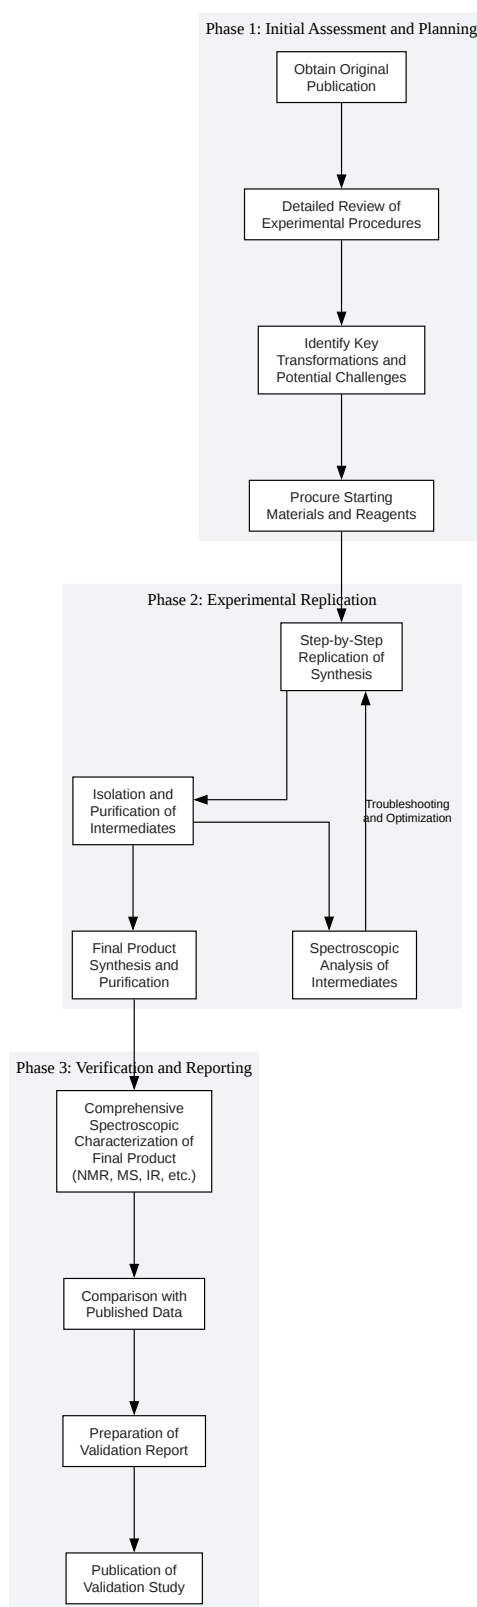 Phase 1: Initial Assessment and Planning
Obtain Original
Publication
Detailed Review of
Experimental Procedures
Identify Key
Transformations and
Potential Challenges
Procure Starting
Materials and Reagents
Phase 2: Experimental Replication
Step-by-Step
Replication of
Synthesis
Isolation and
Purification of
Intermediates
Troubleshooting
and Optimization
Final Product
Synthesis and
Purification
Spectroscopic
Analysis of
Intermediates
Phase 3: Verification and Reporting
Comprehensive
Spectroscopic
Characterization of
Final Product
(NMR, MS, IR, etc.)
Comparison with
Published Data
Preparation of
Validation Report
Publication of
Validation Study